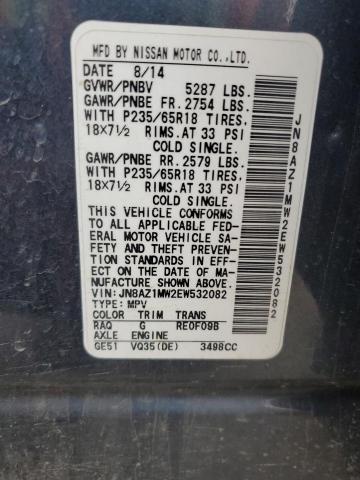 MFD BY NISSAN MOTOR CO.,LTD.
DATE 8/14
GVWR/PNBV 5287 LBS.
GAWR/PNBE FR. 2754 LBS.
WITH P235/65R18 TIRES,
18×7½ RIMS.AT 33 PSI
COLD SINGLE.
GAWR/PNBE RR. 2579 LBS.
WITH P235/65R18 TIRES,
18×7½ RIMS.AT 33 PSI
COLD SINGLE.
THIS VEHICLE CONFORMS
TO ALL APPLICABLE FED-
ERAL MOTOR VEHICLE SA-
FETY AND THEFT PREVEN-
TION STANDARDS IN EFF-
ECT ON THE DATE OF MA-
NUFACTURE SHOWN ABOVE.
VIN: JN8AZ1MW2EW532082
TYPE: MPV
COLOR TRIM TRANS
RAQ G RE0F09B
AXLE ENGINE
GE51 VQ35(DE) 3498CC
JN8AZ1MW2EW532082